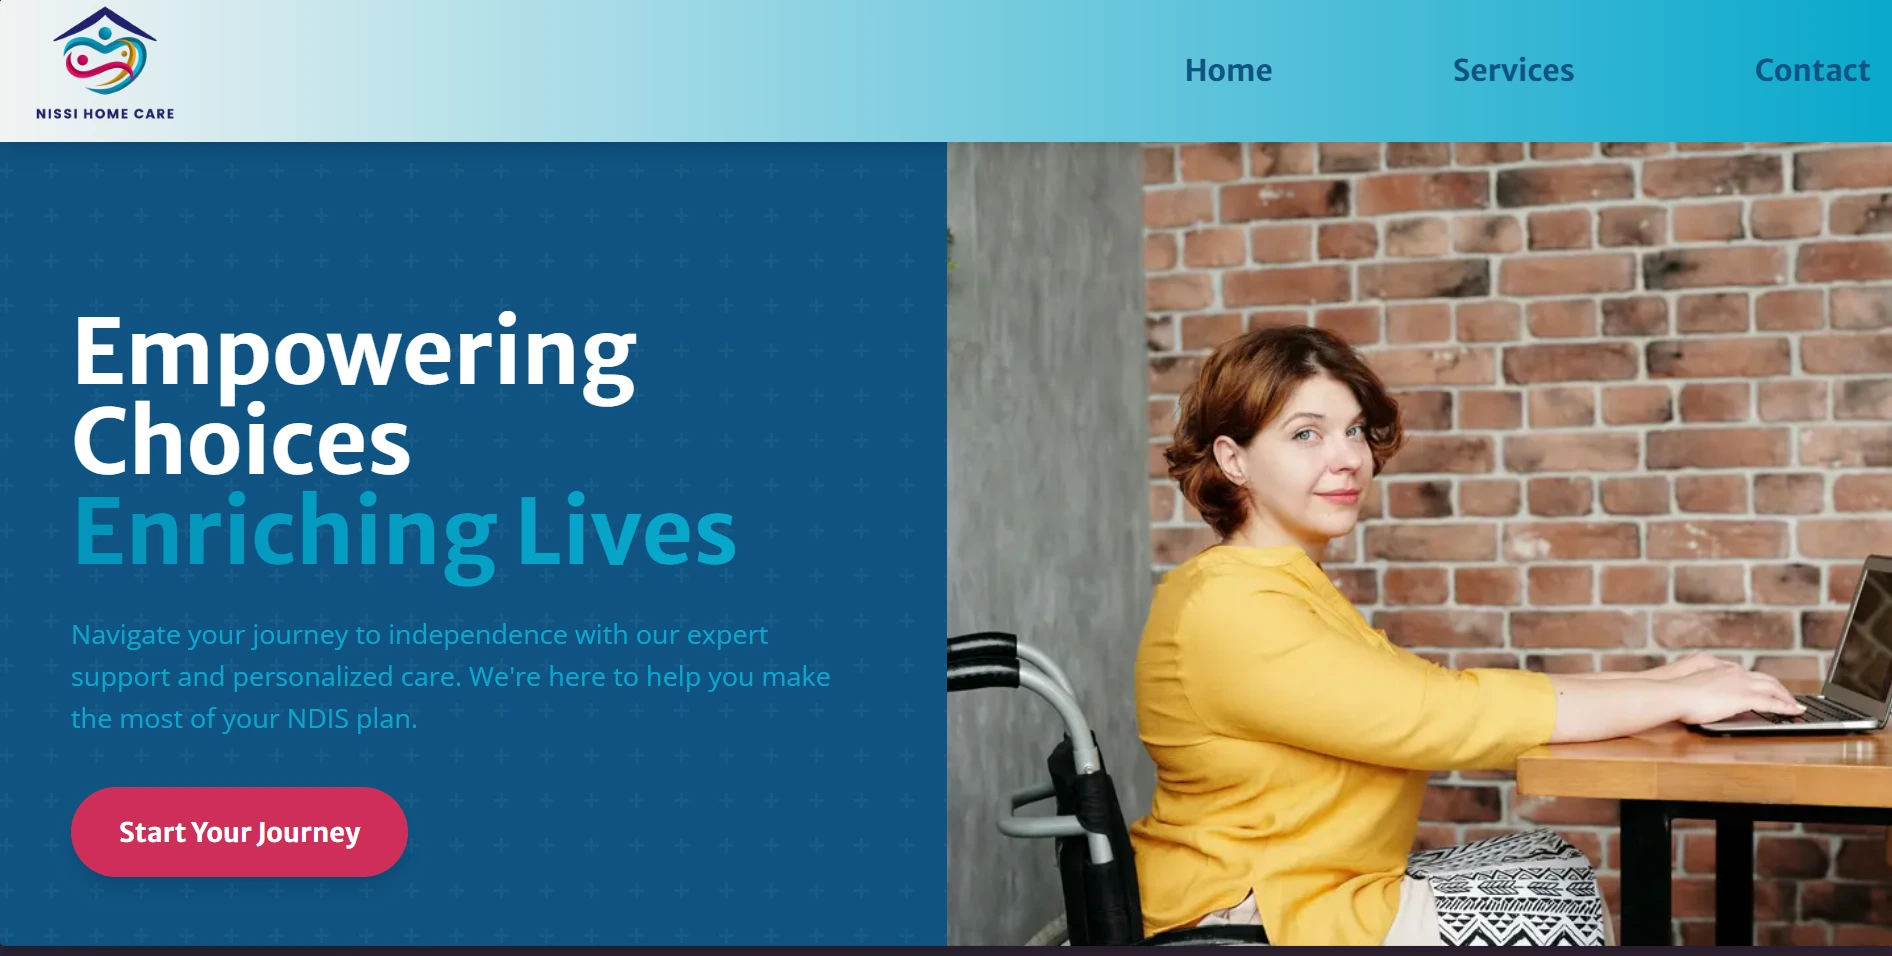 NISSI HOME CARE
Home
Services
Contact
Empowering
Choices
Enriching Lives
Navigate your journey to independence with our expert
support and personalized care. We're here to help you make
the most of your NDIS plan.
Start Your Journey